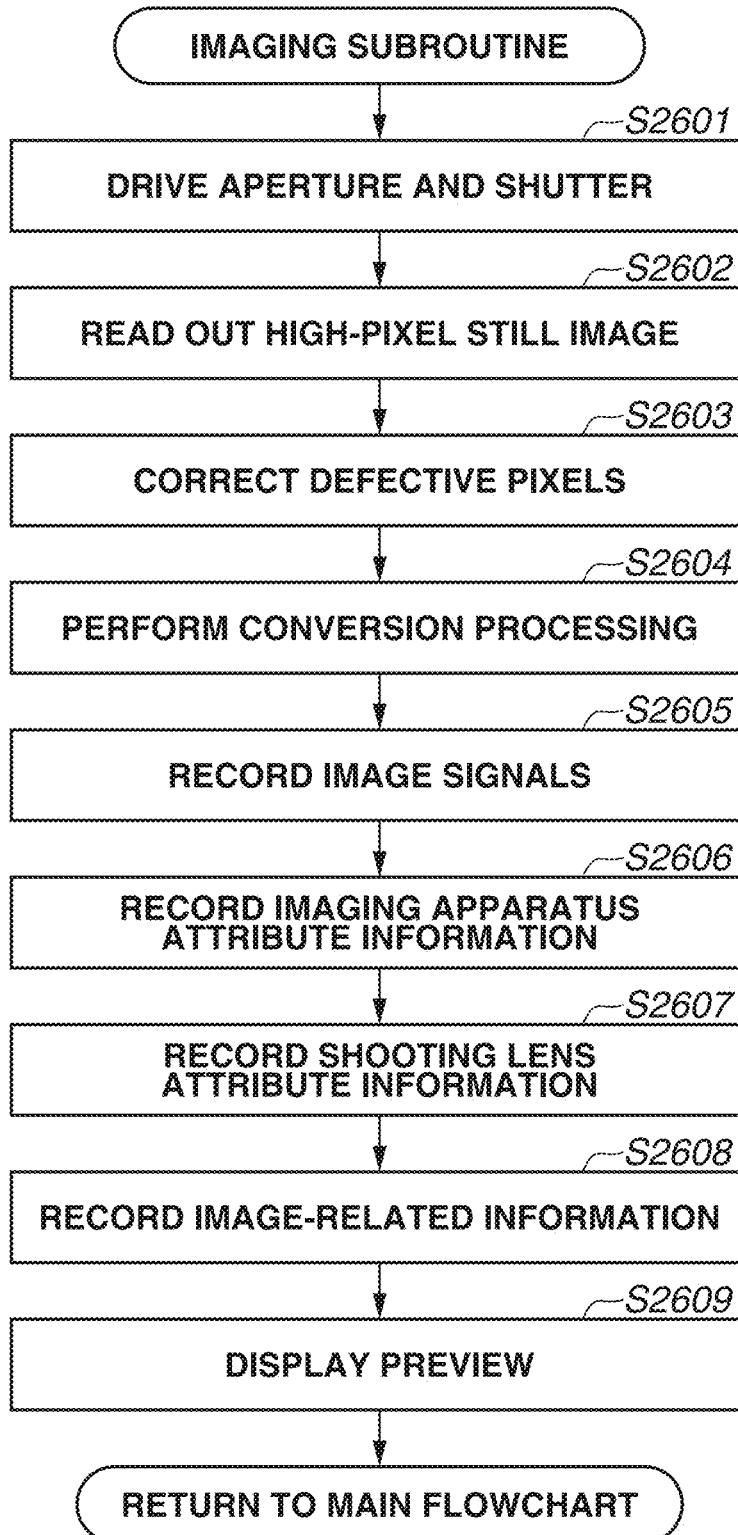 IMAGING SUBROUTINE
S2601
DRIVE APERTURE AND SHUTTER
S2602
READ OUT HIGH-PIXEL STILL IMAGE
S2603
CORRECT DEFECTIVE PIXELS
S2604
PERFORM CONVERSION PROCESSING
S2605
RECORD IMAGE SIGNALS
S2606
RECORD IMAGING APPARATUS
ATTRIBUTE INFORMATION
S2607
RECORD SHOOTING LENS
ATTRIBUTE INFORMATION
S2608
RECORD IMAGE-RELATED INFORMATION
S2609
DISPLAY PREVIEW
RETURN TO MAIN FLOWCHART